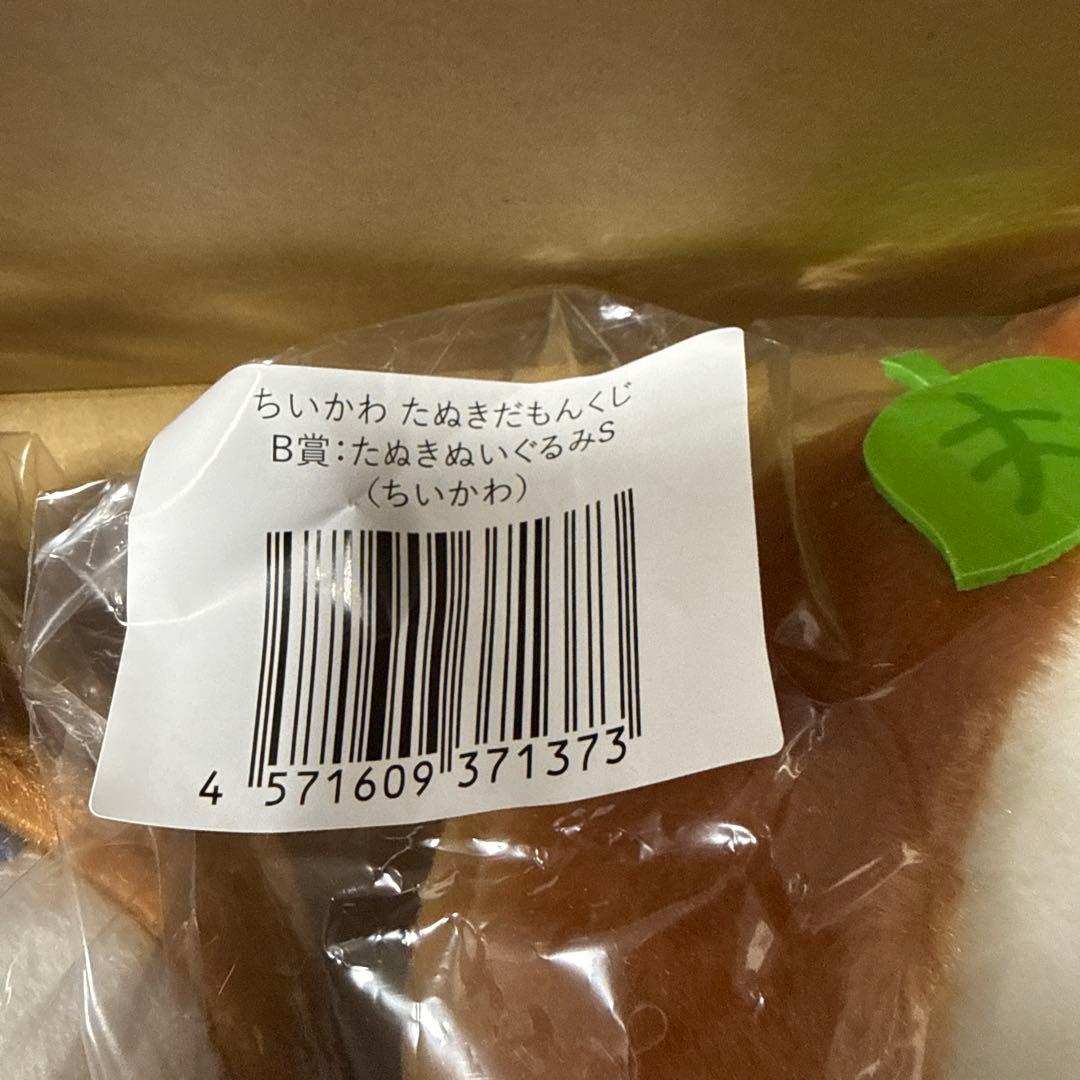 ちいかわ たぬきだもんくじ
B賞：たぬきぬいぐるみS
（ちいかわ）
4 571609 371373